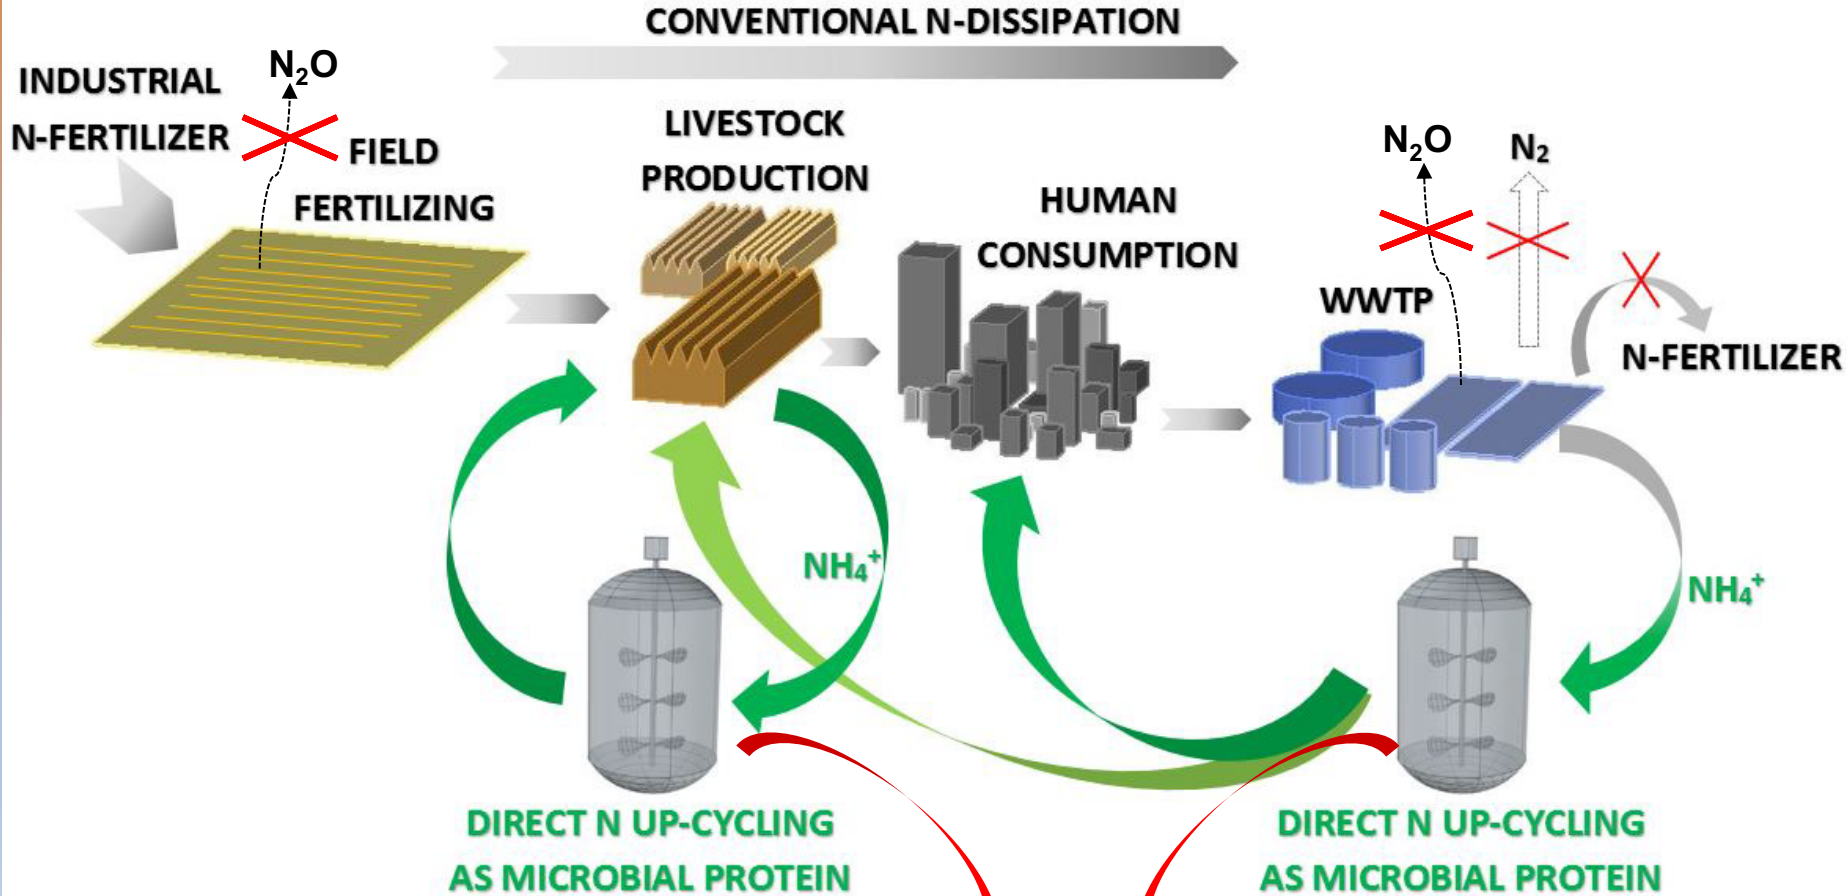 CONVENTIONAL N-DISSIPATION
INDUSTRIAL
N-FERTILIZER
N₂O
FIELD
FERTILIZING
LIVESTOCK
PRODUCTION
HUMAN
CONSUMPTION
N₂O
N₂
WWTP
N-FERTILIZER
NH₄⁺
NH₄⁺
DIRECT N UP-CYCLING
AS MICROBIAL PROTEIN
DIRECT N UP-CYCLING
AS MICROBIAL PROTEIN